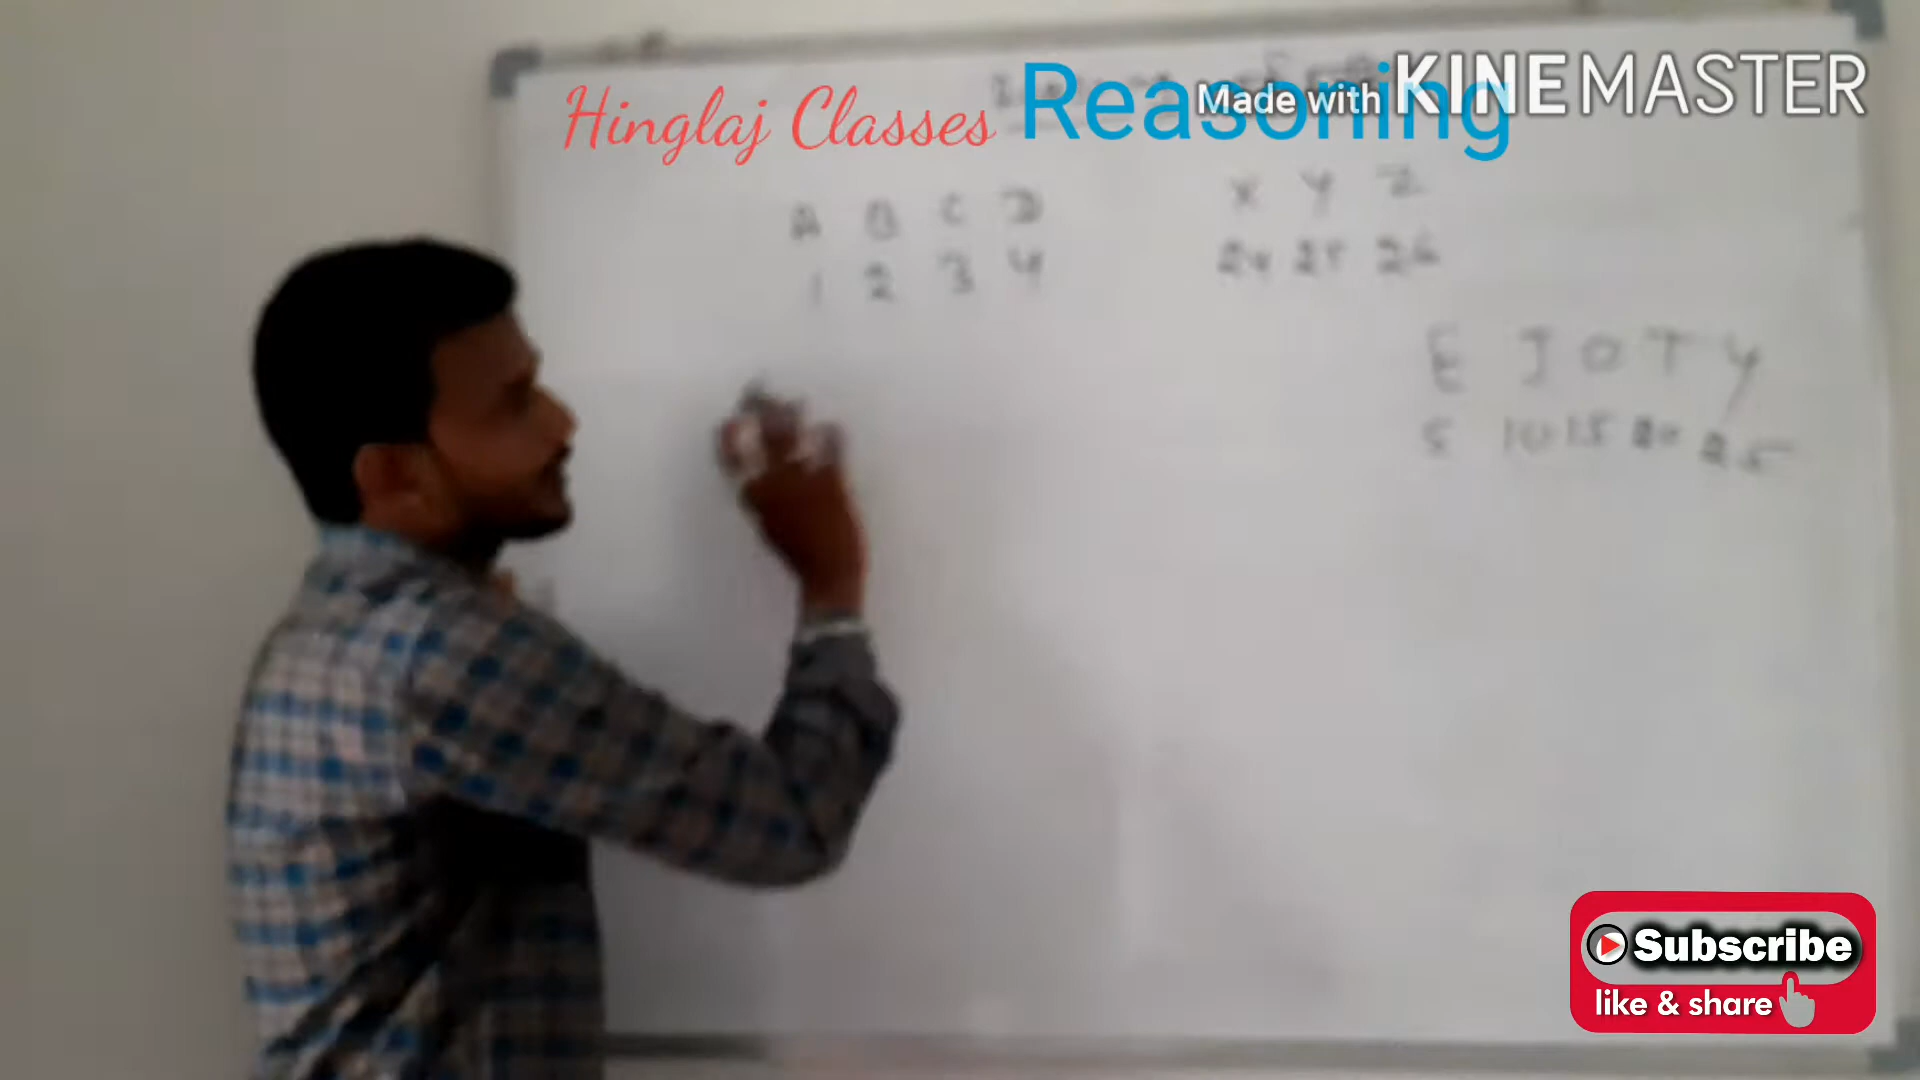 Hinglaj Classes Reasoning
Made with KINEMASTER
A B C D
1 2 3 4
X Y Z
24 25 26
E J O T Y
5 10 15 20 25
Subscribe
like & share